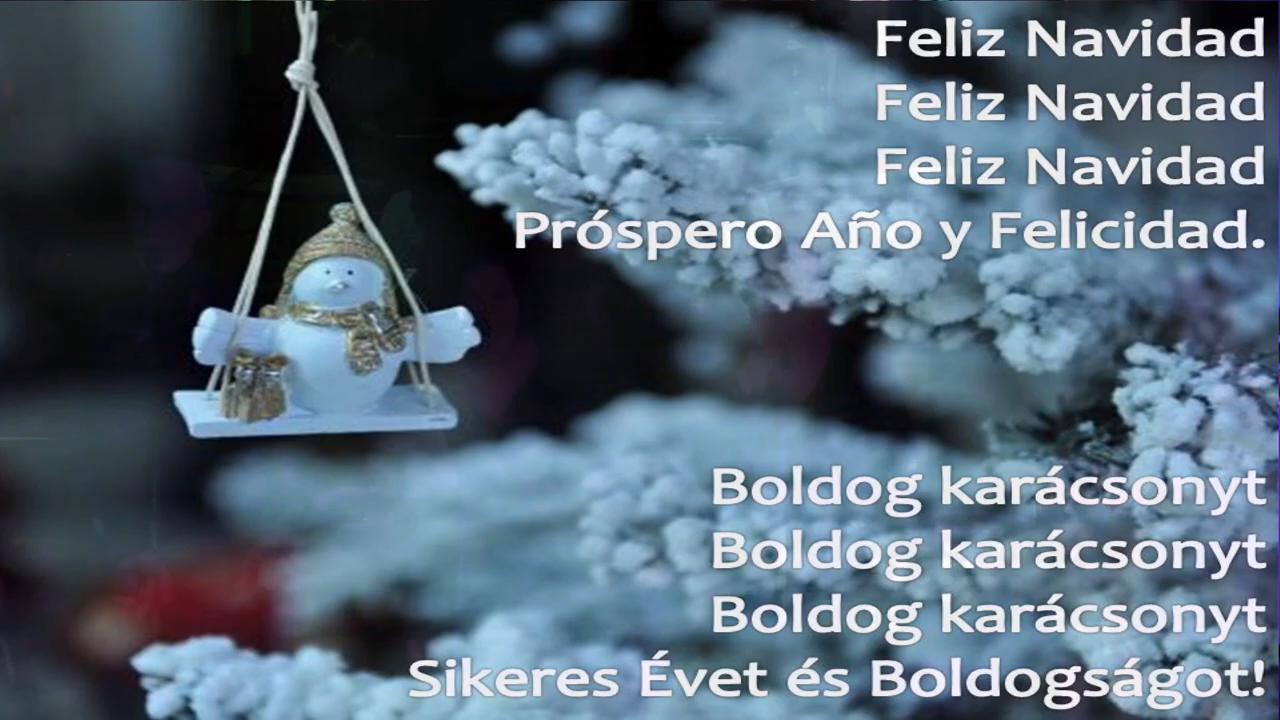 Feliz Navidad
Feliz Navidad
Feliz Navidad
Próspero Año y Felicidad.
Boldog karácsonyt
Boldog karácsonyt
Boldog karácsonyt
Sikeres Évet és Boldogságot!